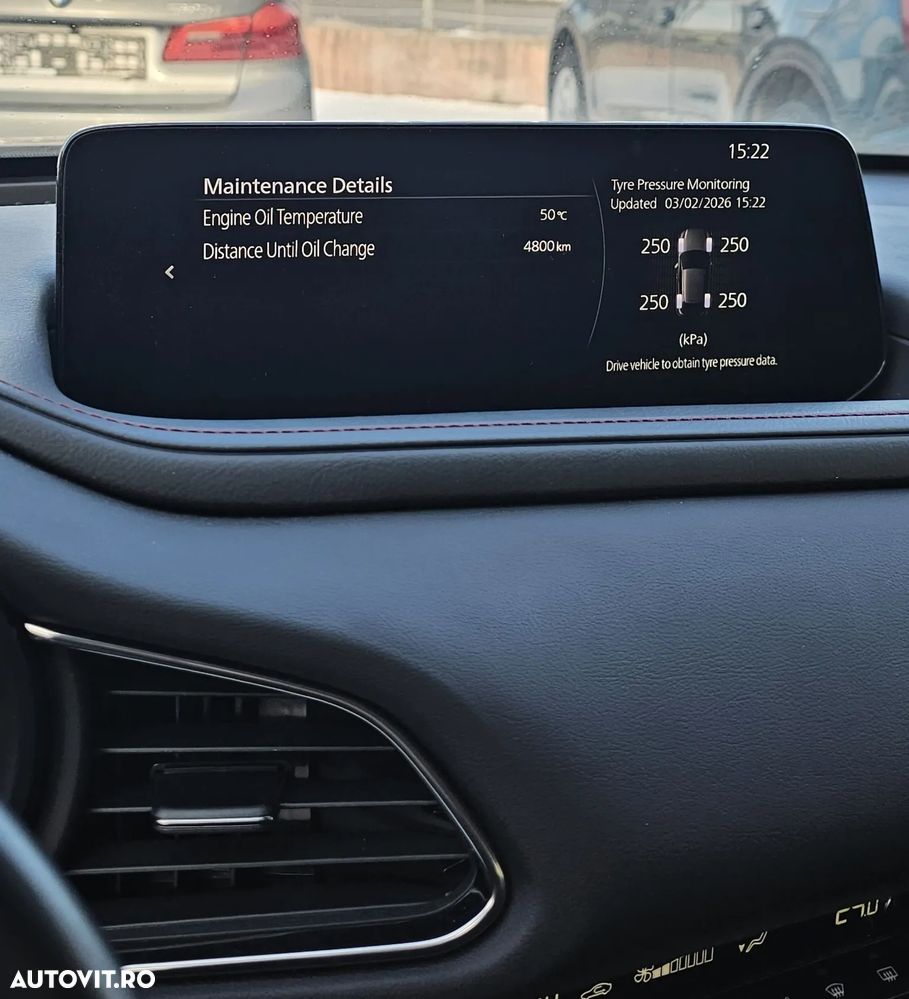 15:22
Maintenance Details
Engine Oil Temperature 50℃
Distance Until Oil Change 4800 km
Tyre Pressure Monitoring
Updated 03/02/2026 15:22
250 250
250 250
(kPa)
Drive vehicle to obtain tyre pressure data.
AUTOVIT.RO